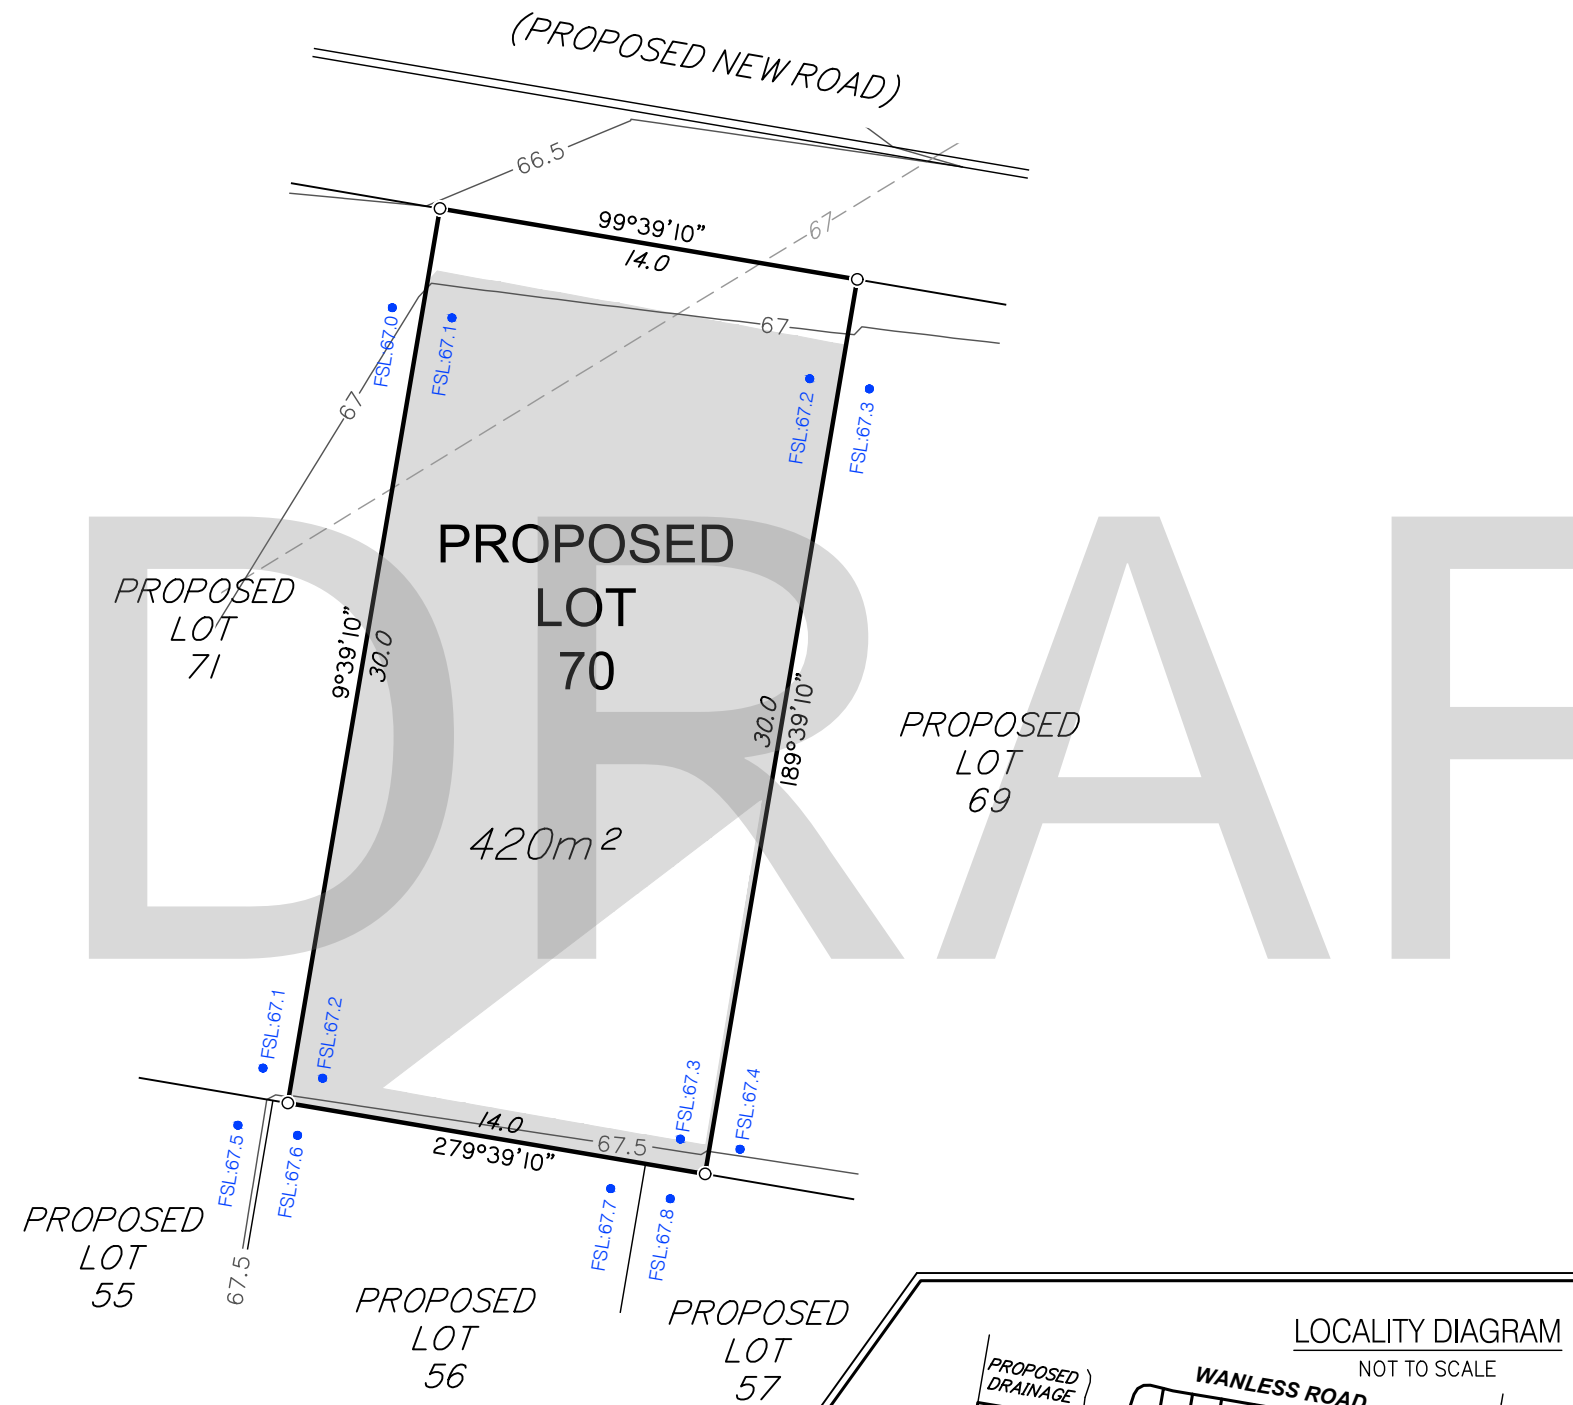 (PROPOSED NEW ROAD)
66.5
67
99°39'10"
14.0
67
67
FSL:67.0
FSL:67.1
FSL:67.2
FSL:67.3
DRAF
PROPOSED
LOT
70
420m²
PROPOSED
LOT
71
9°39'10"
30.0
30.0
189°39'10"
PROPOSED
LOT
69
FSL:67.1
FSL:67.2
FSL:67.3
FSL:67.4
14.0
67.5
279°39'10"
FSL:67.5
FSL:67.6
FSL:67.7
FSL:67.8
67.5
PROPOSED
LOT
55
PROPOSED
LOT
56
PROPOSED
LOT
57
LOCALITY DIAGRAM
NOT TO SCALE
PROPOSED
DRAINAGE
WANLESS ROAD